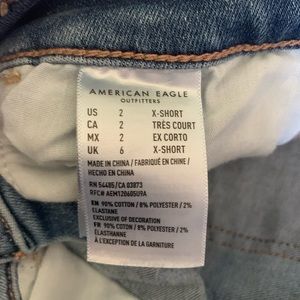 AMERICAN EAGLE
OUTFITTERS
US 2 X-SHORT
CA 2 TRÈS COURT
MX 2 EX CORTO
UK 6 X-SHORT
MADE IN CHINA / FABRIQUÉ EN CHINE /
HECHO EN CHINA
RN 54485/CA 03873
RFC# AEM120605U9A
EN: 90% COTTON / 8% POLYESTER / 2%
ELASTANE
EXCLUSIVE OF DECORATION
FR: 90% COTON / 8% POLYESTER / 2%
ÉLASTHANNE
À L'EXCEPTION DE LA GARNITURE